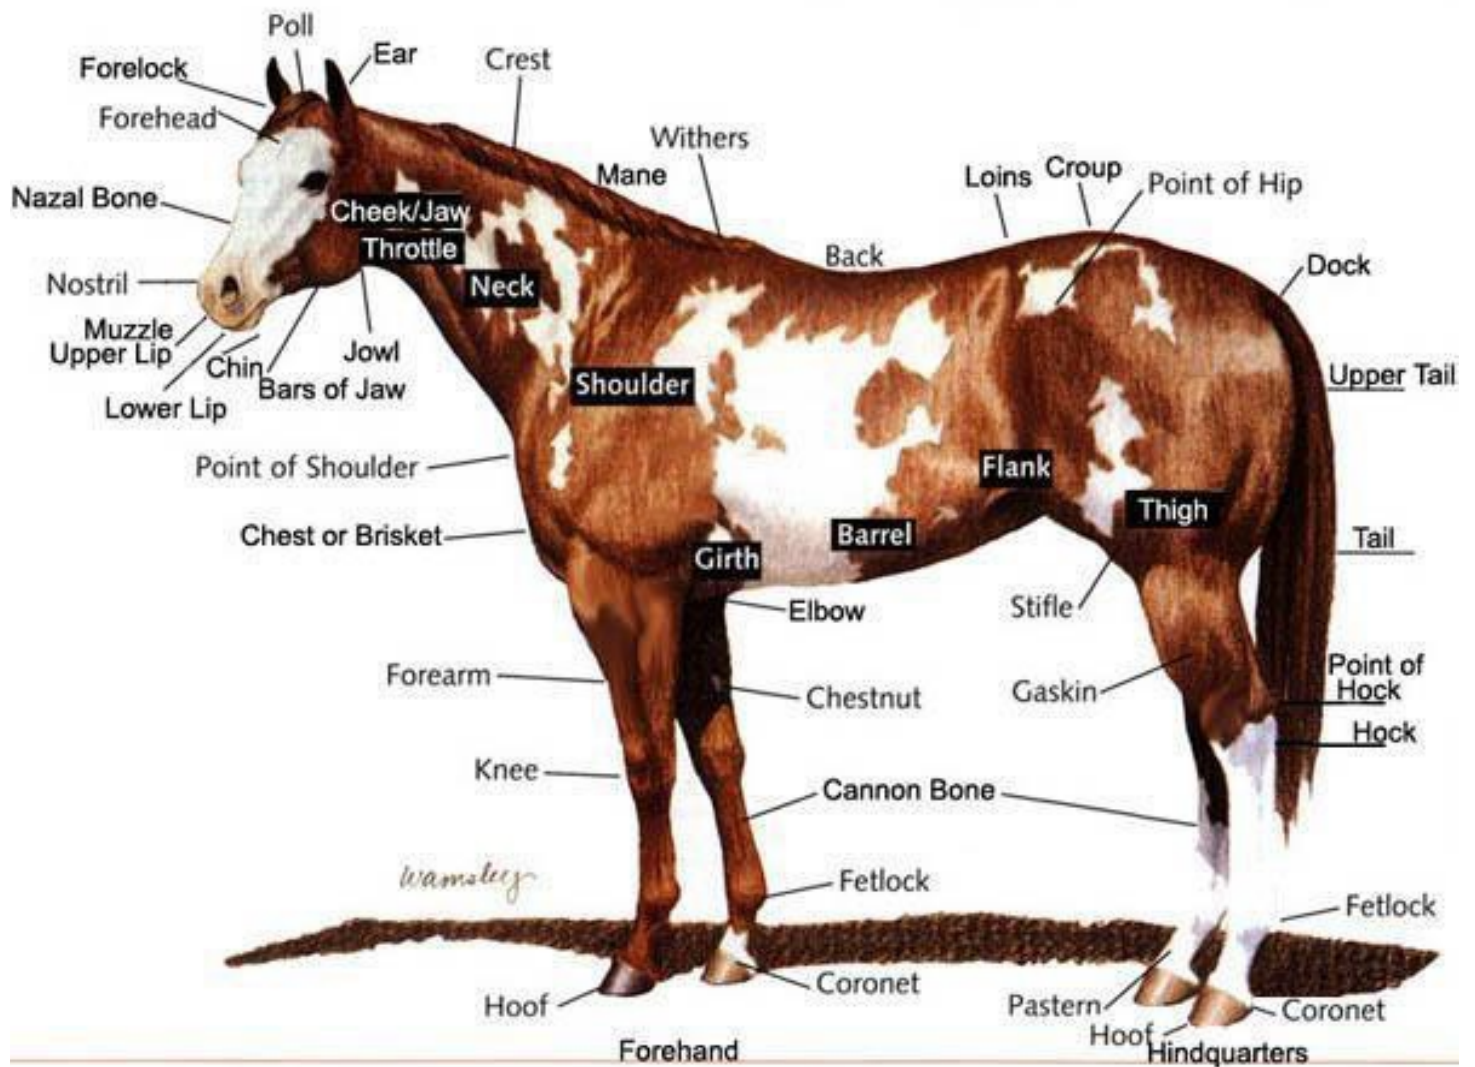 Poll
Ear
Forelock
Crest
Forehead
Withers
Mane
Loins
Croup
Point of Hip
Nazal Bone
Cheek/Jaw
Throttle
Back
Dock
Nostril
Neck
Muzzle
Upper Lip
Jowl
Chin
Bars of Jaw
Lower Lip
Shoulder
Upper Tail
Point of Shoulder
Flank
Thigh
Chest or Brisket
Barrel
Tail
Girth
Elbow
Stifle
Forearm
Chestnut
Gaskin
Point of
Hock
Hock
Knee
Cannon Bone
Wamsley
Fetlock
Fetlock
Coronet
Hoof
Pastern
Coronet
Hoof
Forehand
Hindquarters